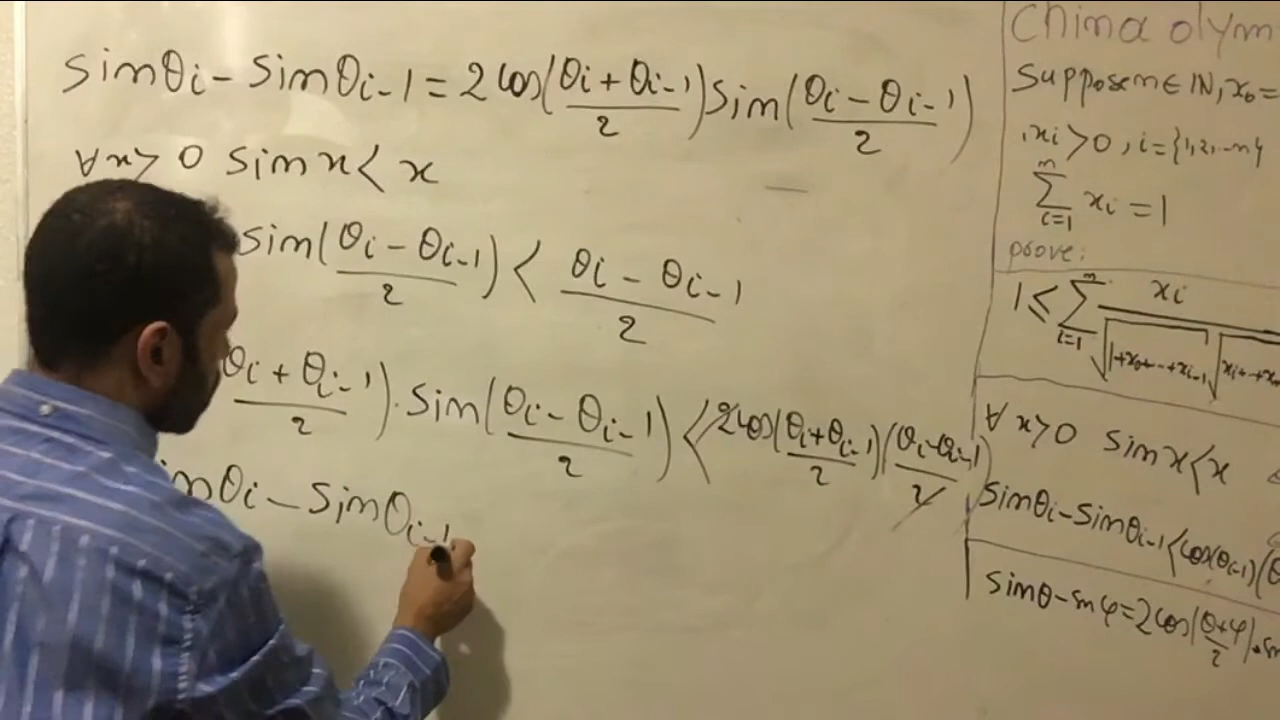 sinθi - sinθi-1 = 2cos(θi + θi-1 / 2) sin(θi - θi-1 / 2)
∀x > 0 sinx < x
sin(θi - θi-1 / 2) < θi - θi-1 / 2
θi + θi-1 / 2) . sin(θi - θi-1 / 2) < 2cos(θi + θi-1 / 2)(θi - θi-1 / 2)
inθi - sinθi-1
China olym
Suppose n ∈ IN, x0 =
, xi > 0, i = {1,2,..n}
n Σ i=1 xi = 1
prove:
1 ≤ n Σ i=1 xi / √1+x0+..+xi-1 √xi+..+xn
∀ x > 0 sinx < x
sinθi - sinθi-1 < cos(θi-1)(θ
sinθ - sinφ = 2cos(θ+φ / 2).sin